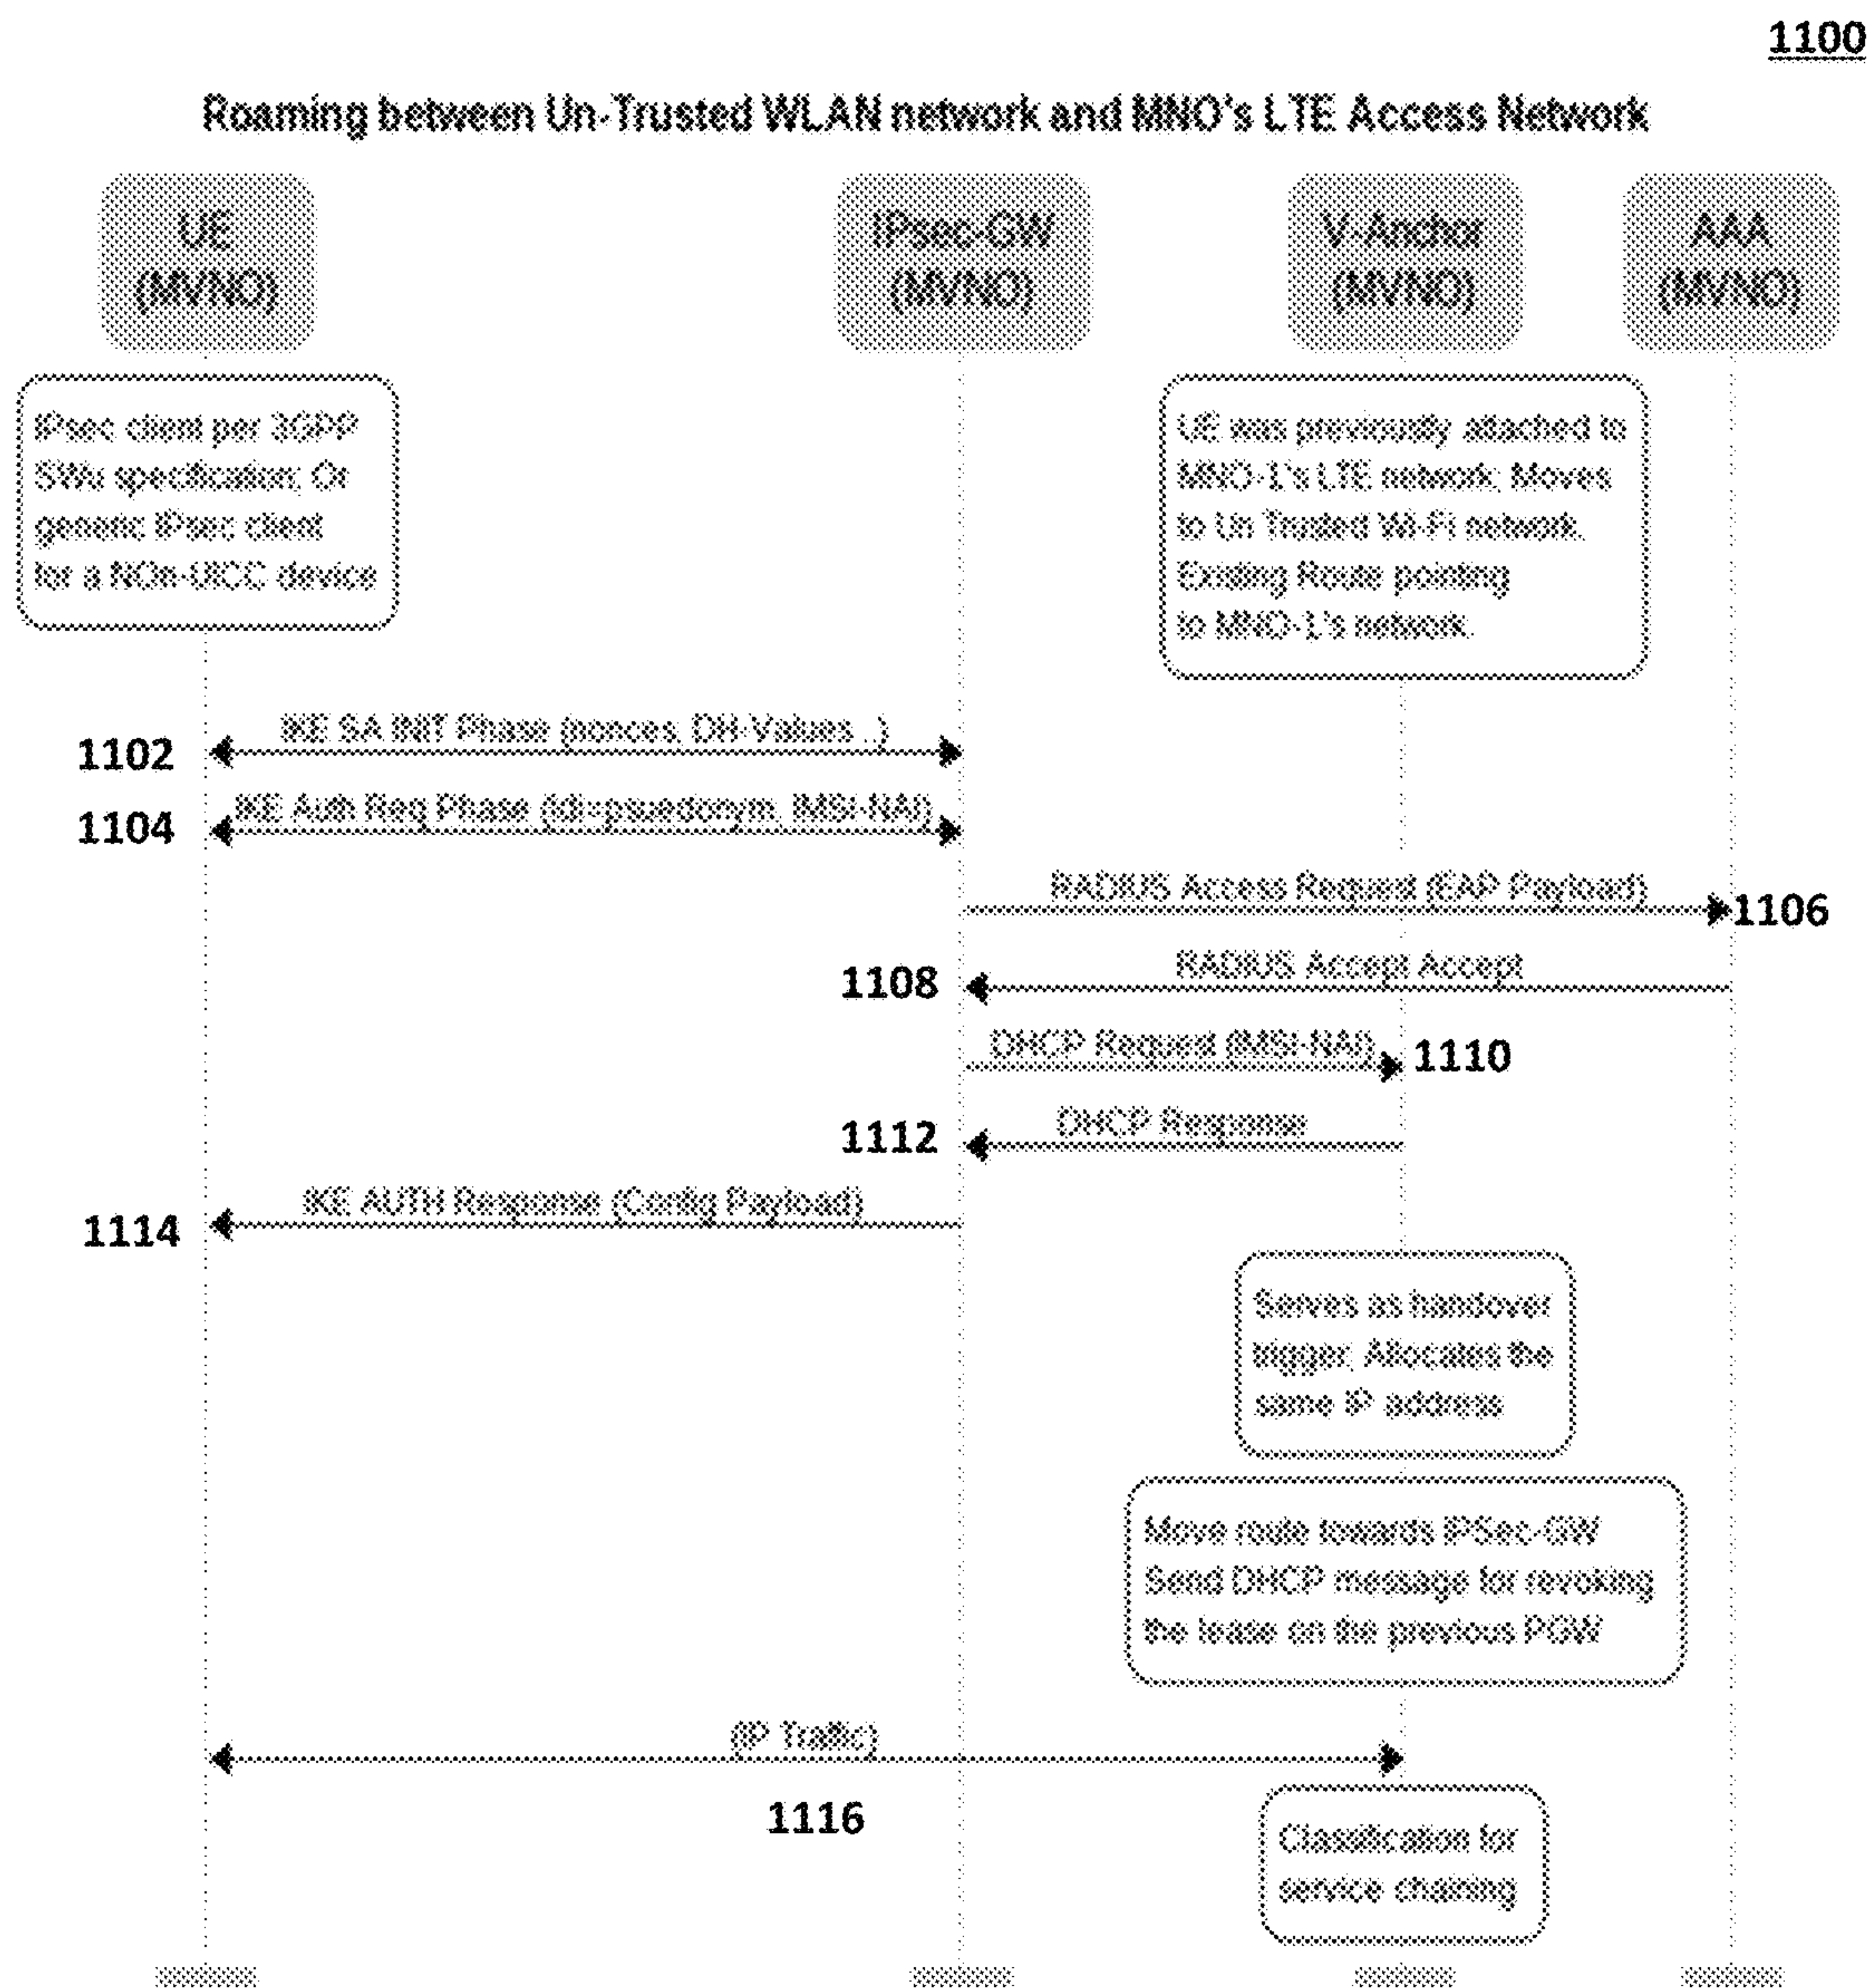 1100
Roaming between Un-Trusted WLAN network and MNO's LTE Access Network
UE
(MVNO)
IPsec-GW
(MVNO)
V-Anchor
(MVNO)
AAA
(MVNO)
IPsec client per 3GPP
SWu specification; Or
generic IPsec client
for a NOn-UICC device
UE was previously attached to
MNO-1's LTE network; Moves
to Un Trusted Wi-Fi network.
Existing Route pointing
to MNO-1's network.
IKE SA INIT Phase (nonces, DH-Values ..)
1102
IKE Auth Req Phase (Idi=psuedonym, IMSI-NAI)
1104
RADIUS Access Request (EAP Payload)
1106
RADIUS Accept Accept
1108
DHCP Request (IMSI-NAI)
1110
DHCP Response
1112
IKE AUTH Response (Config Payload)
1114
Serves as handover
trigger. Allocates the
same IP address
Move route towards IPSec-GW
Send DHCP message for revoking
the lease on the previous PGW
(IP Traffic)
1116
Classification for
service chaining